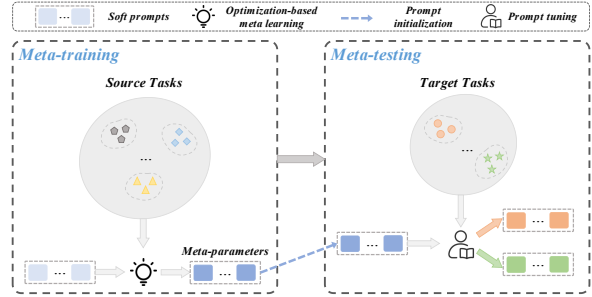 Soft prompts
Optimization-based
meta learning
Prompt
initialization
Prompt tuning
Meta-training
Source Tasks
...
... 
Meta-parameters
...
Meta-testing
Target Tasks
...
...
...
...